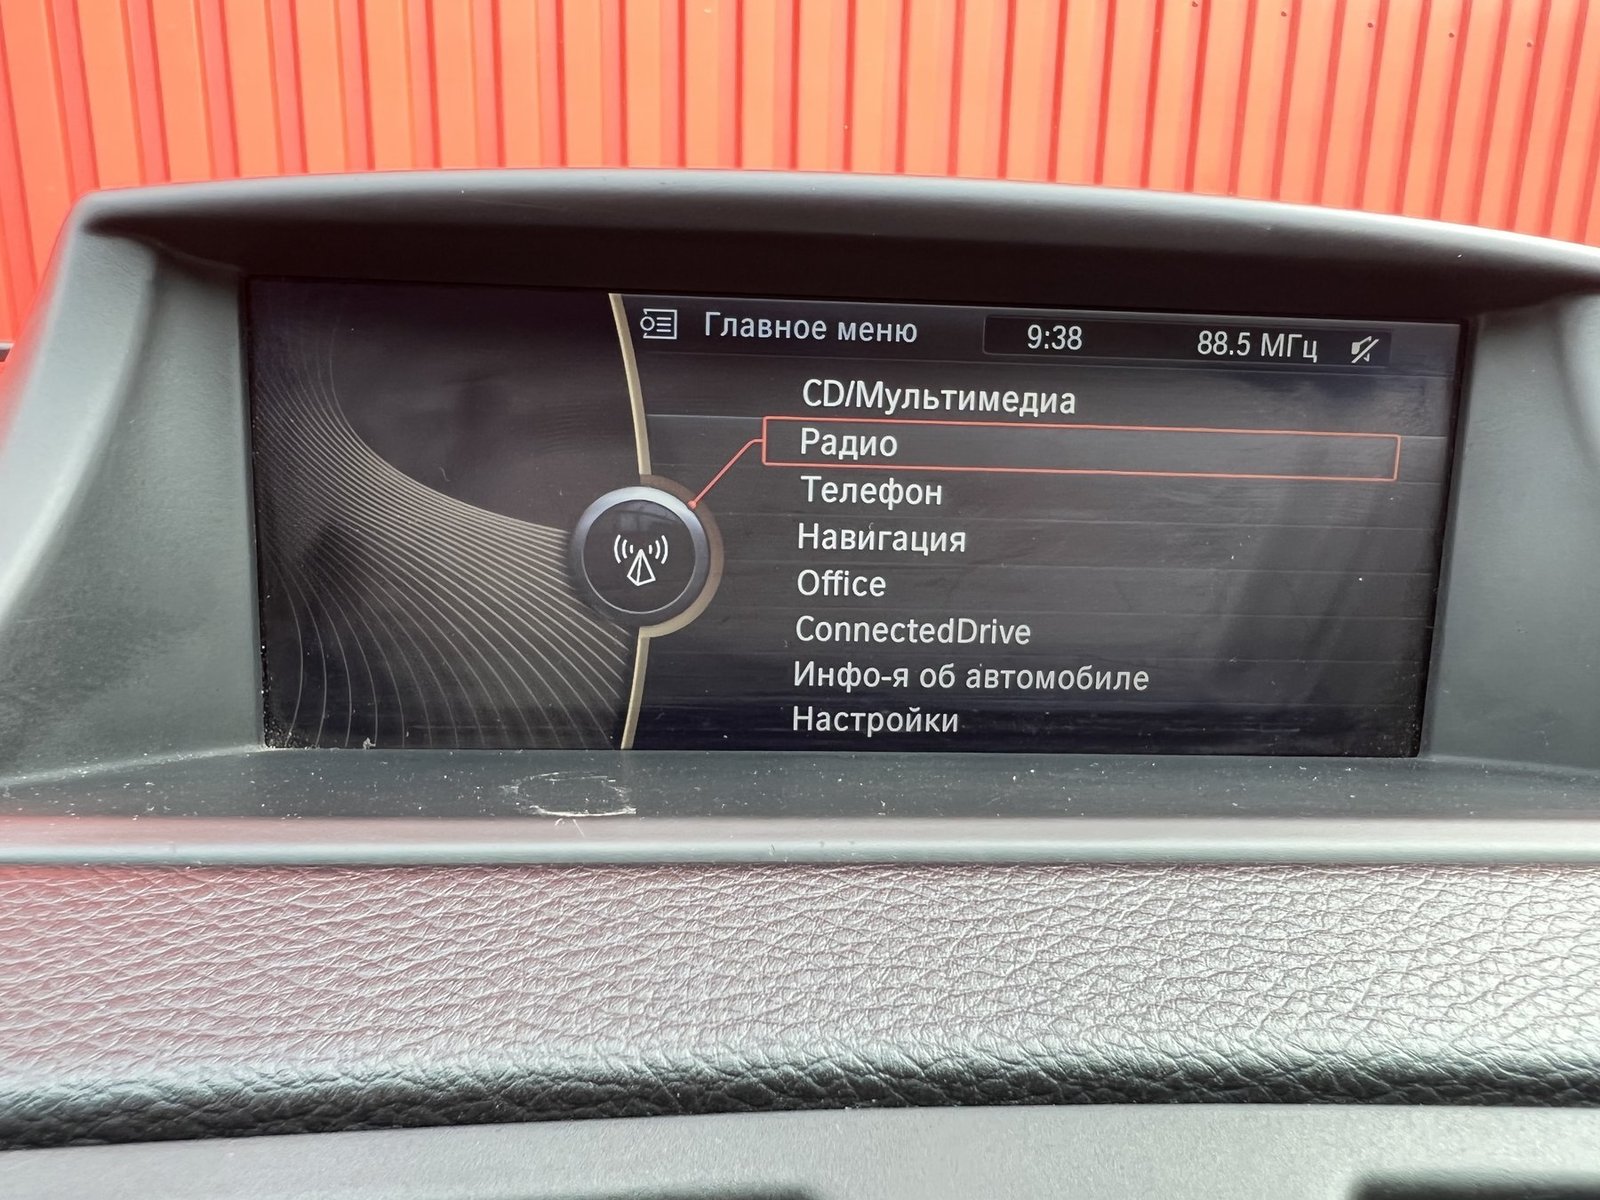 Главное меню 9:38 88.5 МГц
CD/Мультимедиа
Радио
Телефон
Навигация
Office
ConnectedDrive
Инфо-я об автомобиле
Настройки